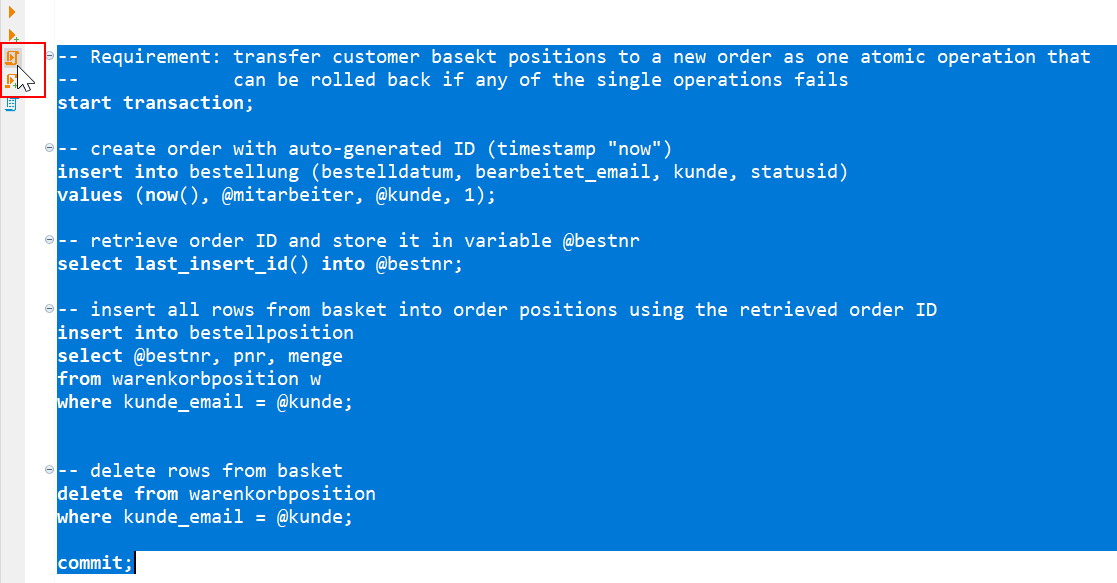 -- Requirement: transfer customer basekt positions to a new order as one atomic operation that
--              can be rolled back if any of the single operations fails
start transaction;
-- create order with auto-generated ID (timestamp "now")
insert into bestellung (bestelldatum, bearbeitet_email, kunde, statusid)
values (now(), @mitarbeiter, @kunde, 1);
-- retrieve order ID and store it in variable @bestnr
select last_insert_id() into @bestnr;
-- insert all rows from basket into order positions using the retrieved order ID
insert into bestellposition
select @bestnr, pnr, menge
from warenkorbposition w
where kunde_email = @kunde;
-- delete rows from basket
delete from warenkorbposition
where kunde_email = @kunde;
commit;